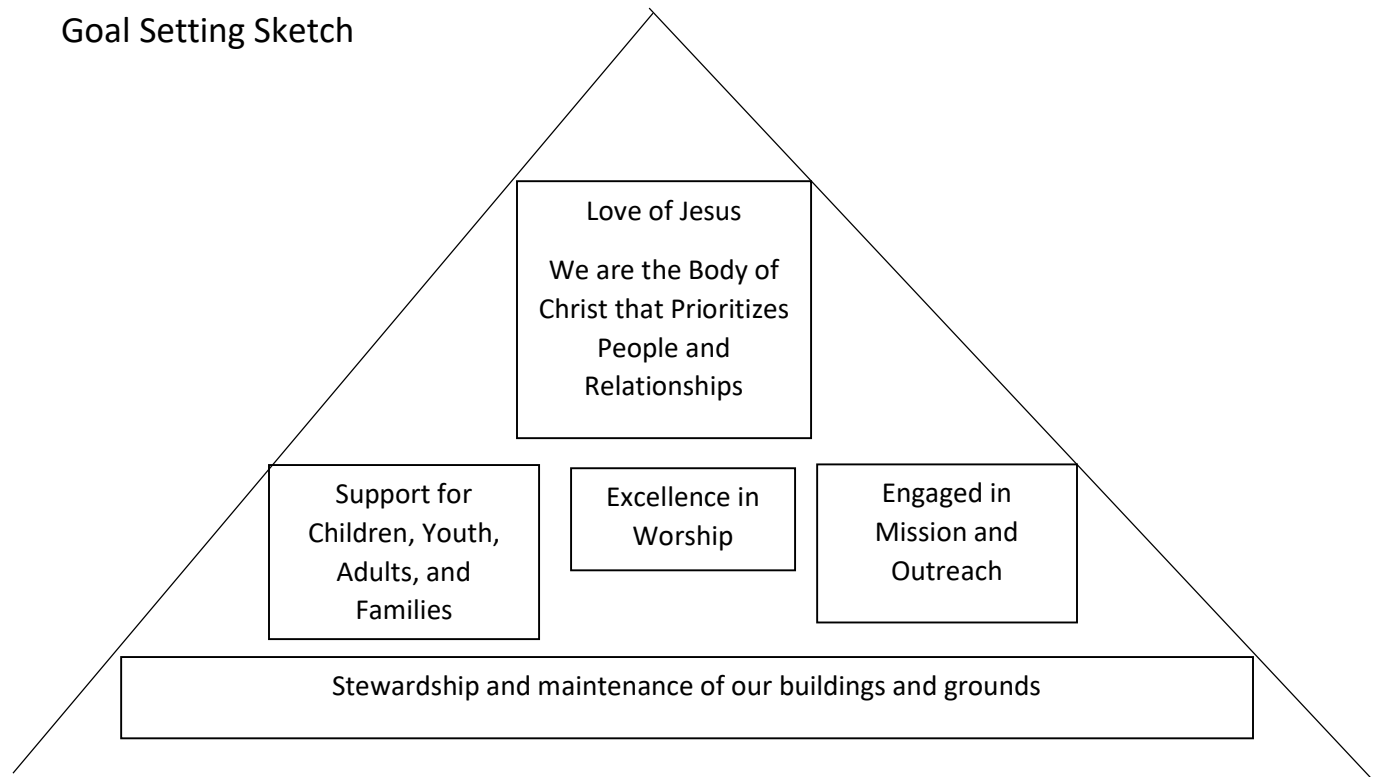 Goal Setting Sketch
Love of Jesus
We are the Body of
Christ that Prioritizes
People and
Relationships
Support for
Children, Youth,
Adults, and
Families
Excellence in
Worship
Engaged in
Mission and
Outreach
Stewardship and maintenance of our buildings and grounds